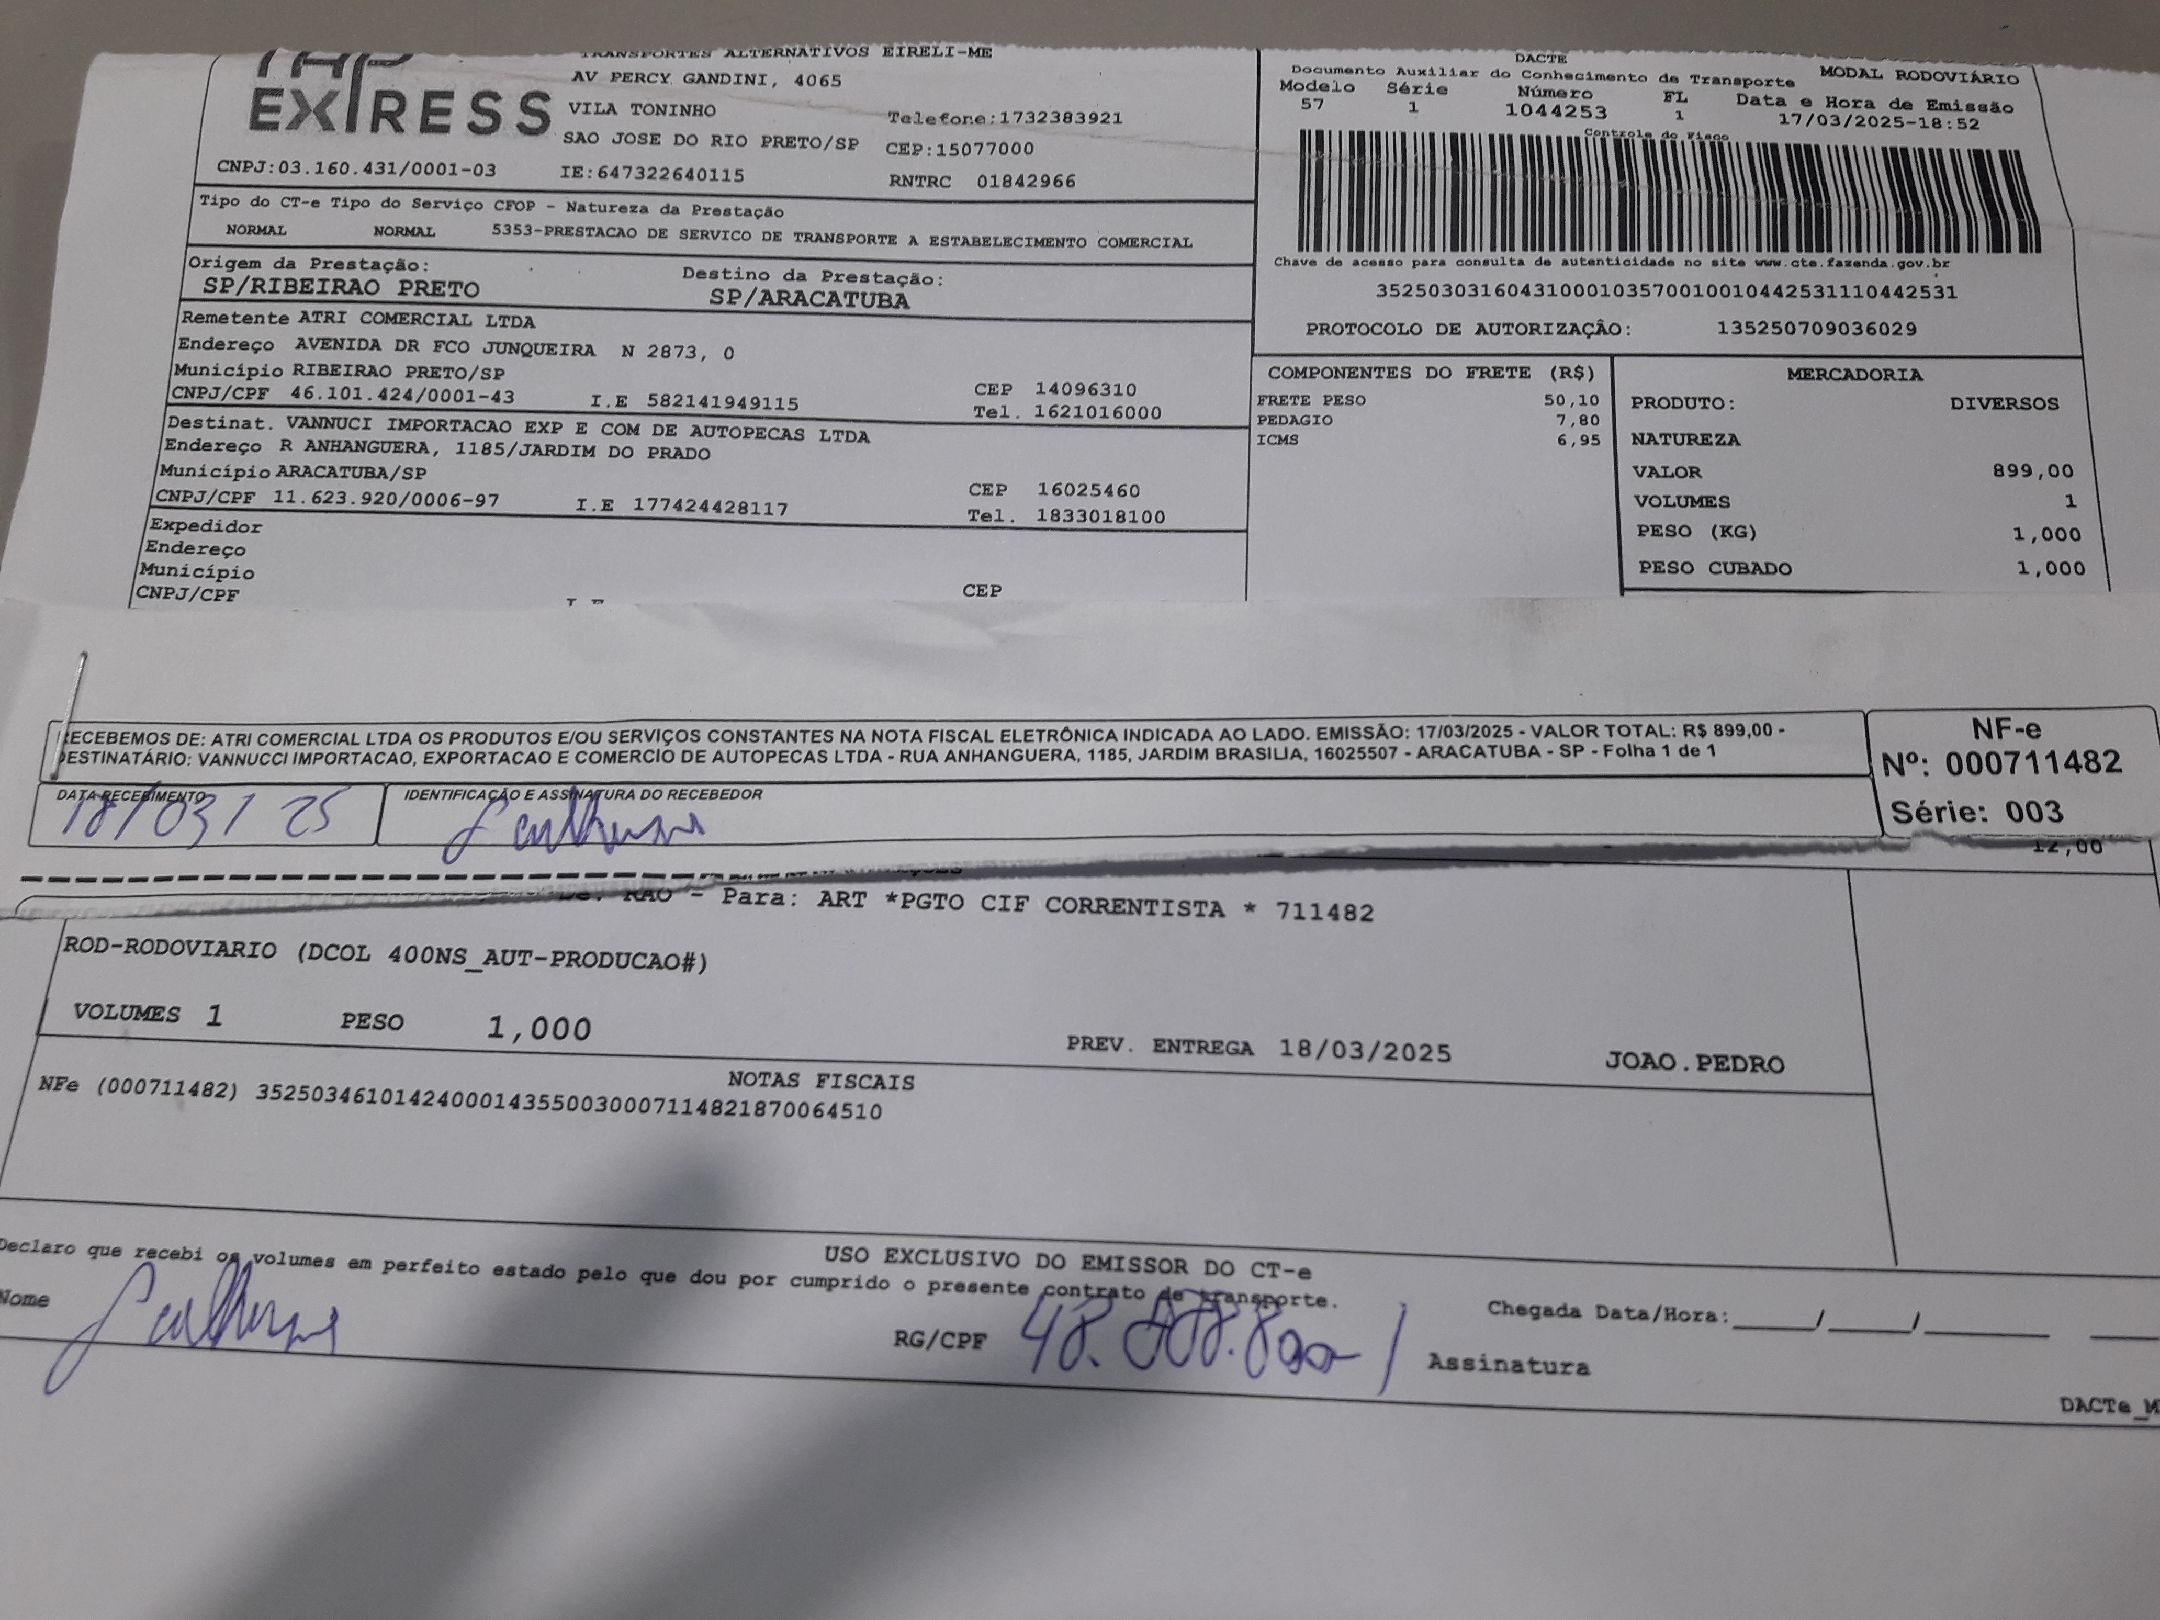 EXPRESS
TRANSPORTES ALTERNATIVOS EIRELI-ME
AV PERCY GANDINI, 4065
VILA TONINHO
Telefone:1732383921
SAO JOSE DO RIO PRETO/SP CEP:15077000
CNPJ:03.160.431/0001-03 IE:647322640115 RNTRC 01842966
Tipo do CT-e Tipo do Serviço CFOP - Natureza da Prestação
NORMAL NORMAL 5353-PRESTACAO DE SERVICO DE TRANSPORTE A ESTABELECIMENTO COMERCIAL
Origem da Prestação: Destino da Prestação:
SP/RIBEIRAO PRETO SP/ARACATUBA
Remetente ATRI COMERCIAL LTDA
Endereço AVENIDA DR FCO JUNQUEIRA N 2873, 0
Município RIBEIRAO PRETO/SP CEP 14096310
CNPJ/CPF 46.101.424/0001-43 I.E 582141949115 Tel. 1621016000
Destinat. VANNUCI IMPORTACAO EXP E COM DE AUTOPECAS LTDA
Endereço R ANHANGUERA, 1185/JARDIM DO PRADO
Município ARACATUBA/SP CEP 16025460
CNPJ/CPF 11.623.920/0006-97 I.E 177424428117 Tel. 1833018100
Expedidor
Endereço
Município
CNPJ/CPF I.E CEP
DACTE
Documento Auxiliar do Conhecimento de Transporte MODAL RODOVIÁRIO
Modelo Série Número FL Data e Hora de Emissão
57 1 1044253 1 17/03/2025-18:52
Controle do Fisco
Chave de acesso para consulta de autenticidade no site www.cte.fazenda.gov.br
35250303160431000103570010010442531110442531
PROTOCOLO DE AUTORIZAÇÃO: 135250709036029
COMPONENTES DO FRETE (R$)
FRETE PESO 50,10
PEDAGIO 7,80
ICMS 6,95
MERCADORIA
PRODUTO: DIVERSOS
NATUREZA
VALOR 899,00
VOLUMES 1
PESO (KG) 1,000
PESO CUBADO 1,000
RECEBEMOS DE: ATRI COMERCIAL LTDA OS PRODUTOS E/OU SERVIÇOS CONSTANTES NA NOTA FISCAL ELETRÔNICA INDICADA AO LADO. EMISSÃO: 17/03/2025 - VALOR TOTAL: R$ 899,00 -
DESTINATÁRIO: VANNUCCI IMPORTACAO, EXPORTACAO E COMERCIO DE AUTOPECAS LTDA - RUA ANHANGUERA, 1185, JARDIM BRASILIA, 16025507 - ARACATUBA - SP - Folha 1 de 1
NF-e
Nº: 000711482
Série: 003
DATA RECEBIMENTO IDENTIFICAÇÃO E ASSINATURA DO RECEBEDOR
18/03/25
12,00
De: RAO - Para: ART *PGTO CIF CORRENTISTA * 711482
ROD-RODOVIARIO (DCOL 400NS_AUT-PRODUCAO#)
VOLUMES 1 PESO 1,000 PREV. ENTREGA 18/03/2025 JOAO.PEDRO
NOTAS FISCAIS
NFe (000711482) 35250346101424000143550030007114821870064510
USO EXCLUSIVO DO EMISSOR DO CT-e
Declaro que recebi os volumes em perfeito estado pelo que dou por cumprido o presente contrato de transporte.
Nome RG/CPF Chegada Data/Hora:____/____/______
Assinatura
DACTe_M